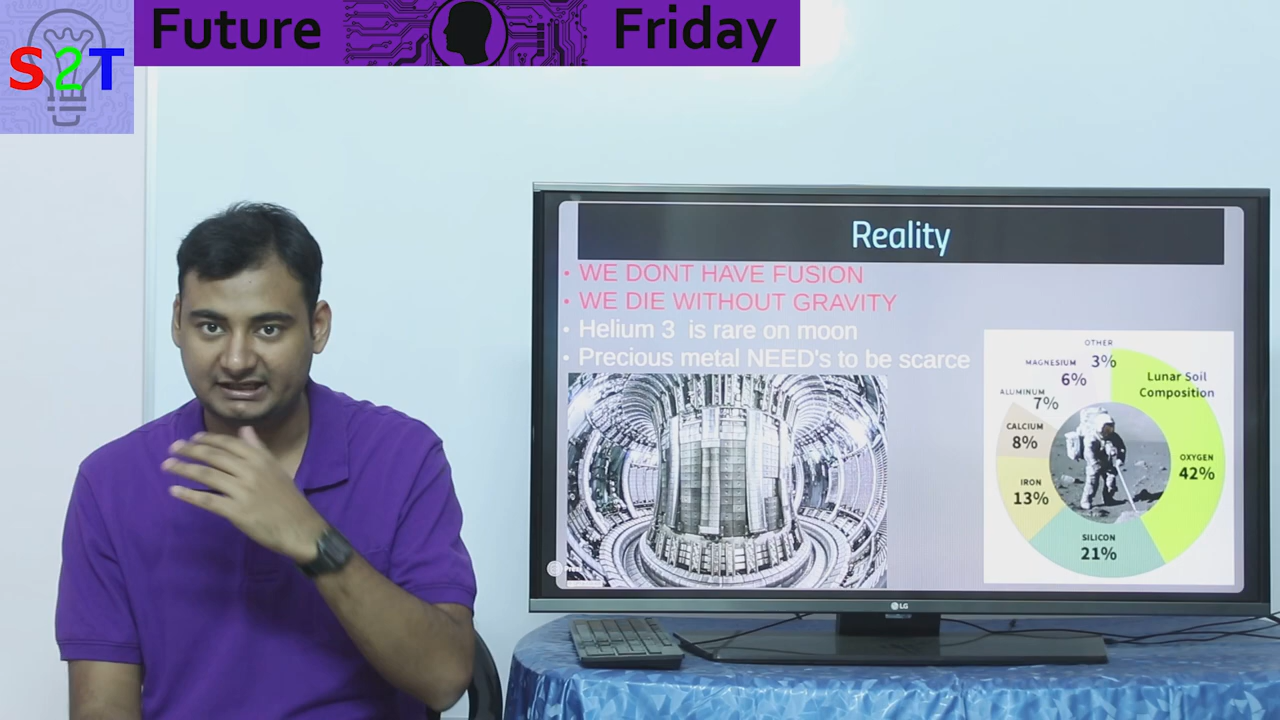 Future Friday
S2T
Reality
• WE DONT HAVE FUSION
• WE DIE WITHOUT GRAVITY
• Helium 3 is rare on moon
• Precious metal NEED's to be scarce
OTHER
3%
MAGNESIUM
6%
Lunar Soil
Composition
ALUMINUM
7%
CALCIUM
8%
OXYGEN
42%
IRON
13%
SILICON
21%
LG